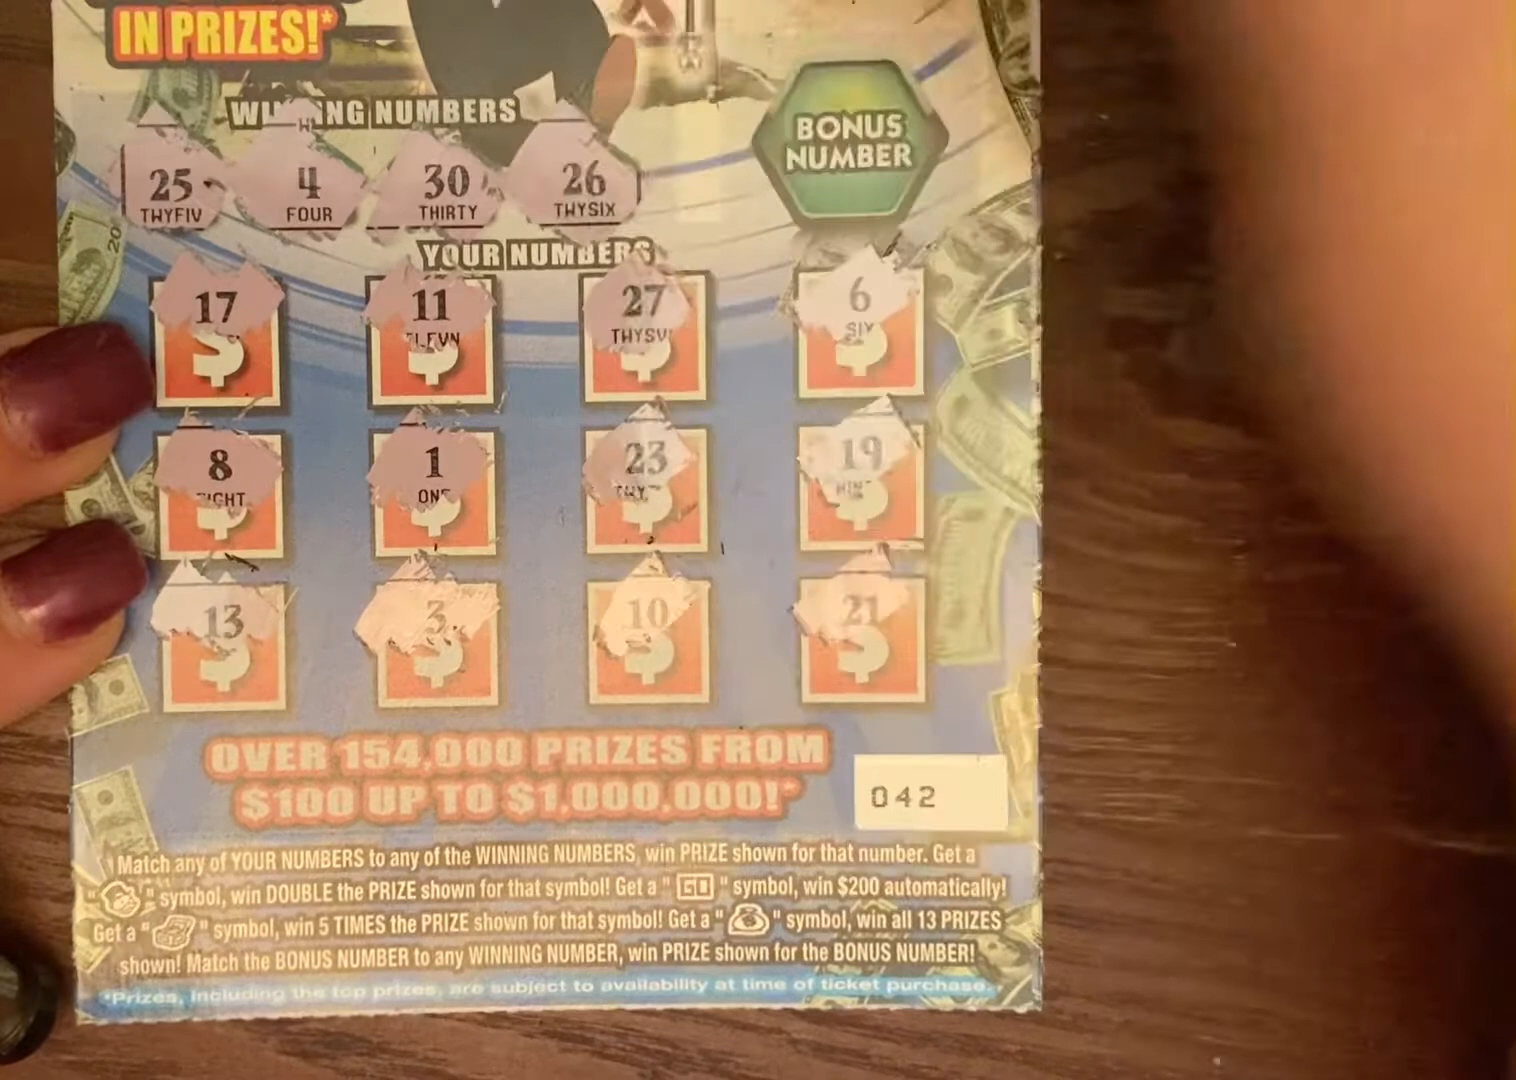 IN PRIZES!*
WINNING NUMBERS
BONUS
NUMBER
25 4 30 26
TWYFIV FOUR THIRTY TWYSIX
YOUR NUMBERS
17 11 27 6
8 1 23 19
ONE
13 3 10 21
OVER 154,000 PRIZES FROM
$100 UP TO $1,000,000!*
042
Match any of YOUR NUMBERS to any of the WINNING NUMBERS, win PRIZE shown for that number. Get a
" " symbol, win DOUBLE the PRIZE shown for that symbol! Get a " GO " symbol, win $200 automatically!
Get a " " symbol, win 5 TIMES the PRIZE shown for that symbol! Get a " " symbol, win all 13 PRIZES
shown! Match the BONUS NUMBER to any WINNING NUMBER, win PRIZE shown for the BONUS NUMBER!
*Prizes, including the top prizes, are subject to availability at time of ticket purchase.